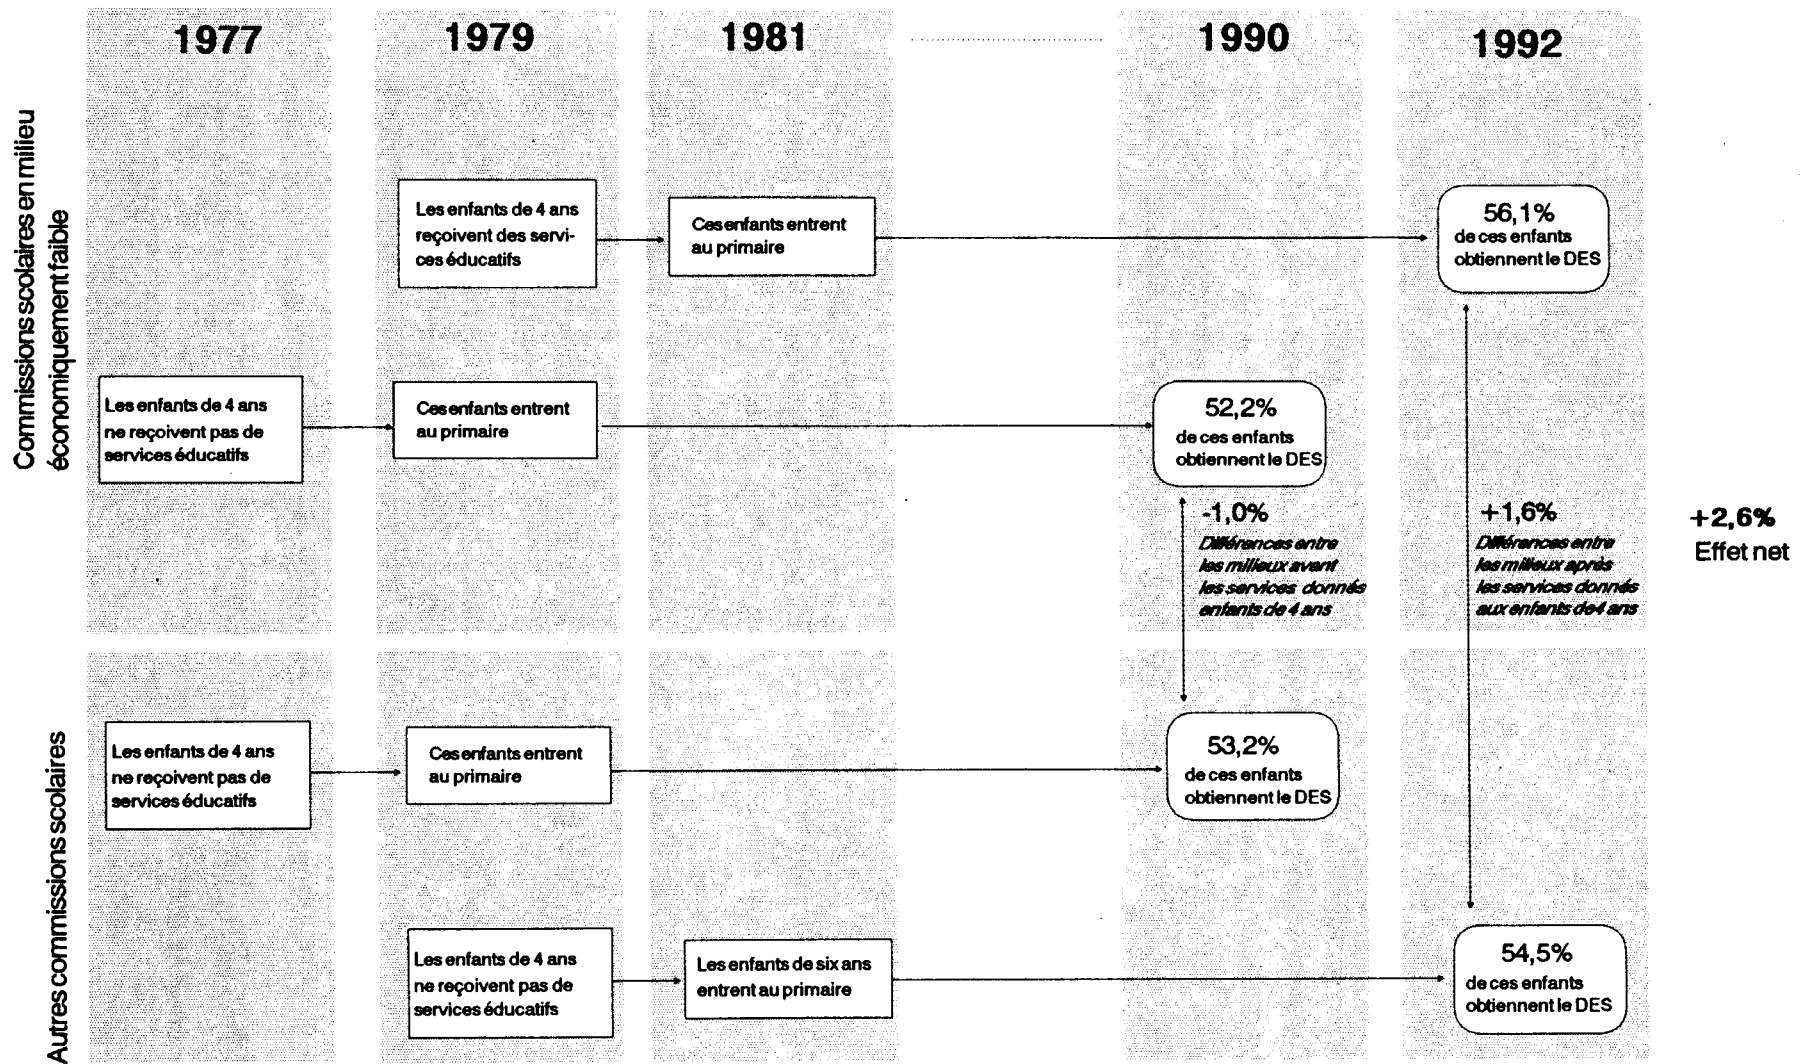 1977
1979
1981
1990
1992
Commissions scolaires en milieu
économiquement faible
Les enfants de 4 ans
reçoivent des servi-
ces éducatifs
Ces enfants entrent
au primaire
56,1%
de ces enfants
obtiennent le DES
Les enfants de 4 ans
ne reçoivent pas de
services éducatifs
Ces enfants entrent
au primaire
52,2%
de ces enfants
obtiennent le DES
-1,0%
Différences entre
les milieux avant
les services donnés
enfants de 4 ans
+1,6%
Différences entre
les milieux après
les services donnés
aux enfants de 4 ans
+2,6%
Effet net
Autres commissions scolaires
Les enfants de 4 ans
ne reçoivent pas de
services éducatifs
Ces enfants entrent
au primaire
53,2%
de ces enfants
obtiennent le DES
Les enfants de 4 ans
ne reçoivent pas de
services éducatifs
Les enfants de six ans
entrent au primaire
54,5%
de ces enfants
obtiennent le DES